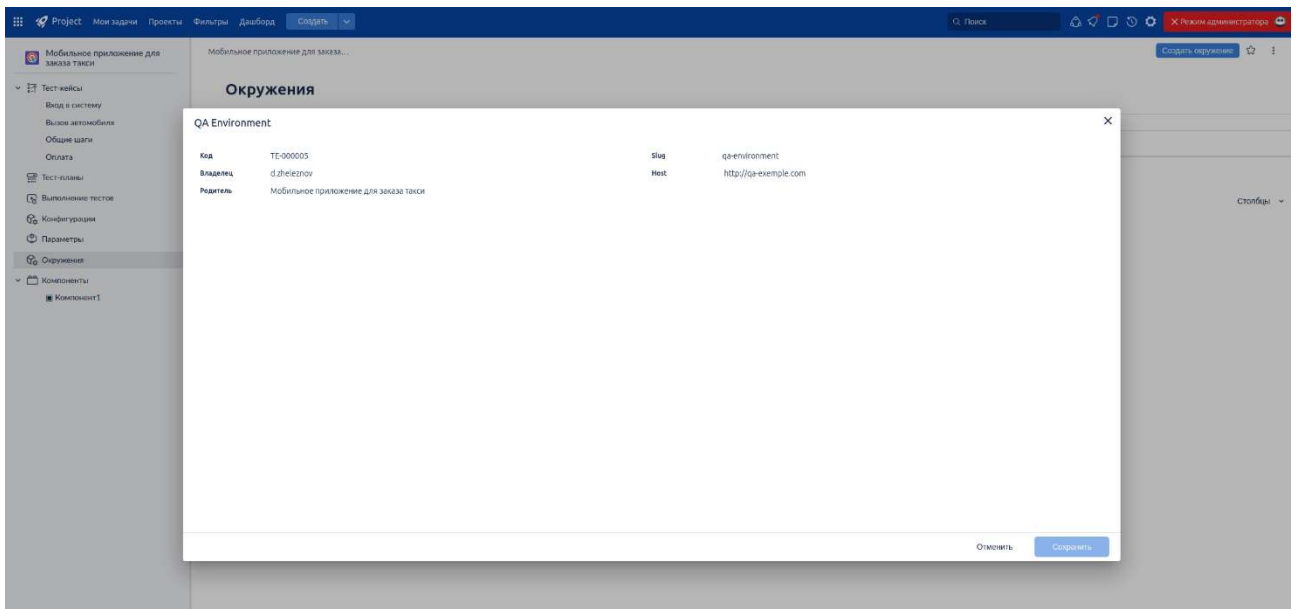 Project Мои задачи Проекты Фильтры Дашборд Создать Поиск Режим администратора
Мобильное приложение для заказа такси
Тест-кейсы
Вход в систему
Вызов автомобиля
Общие шаги
Оплата
Тест-планы
Выполнение тестов
Конфигурации
Параметры
Окружения
Компоненты
Компонент1
Мобильное приложение для заказа...
Создать окружение
Окружения
Столбцы
QA Environment
Код TE-000005
Владелец d.zheleznov
Родитель Мобильное приложение для заказа такси
Slug qa-environment
Host http://qa-exemple.com
Отменить Сохранить